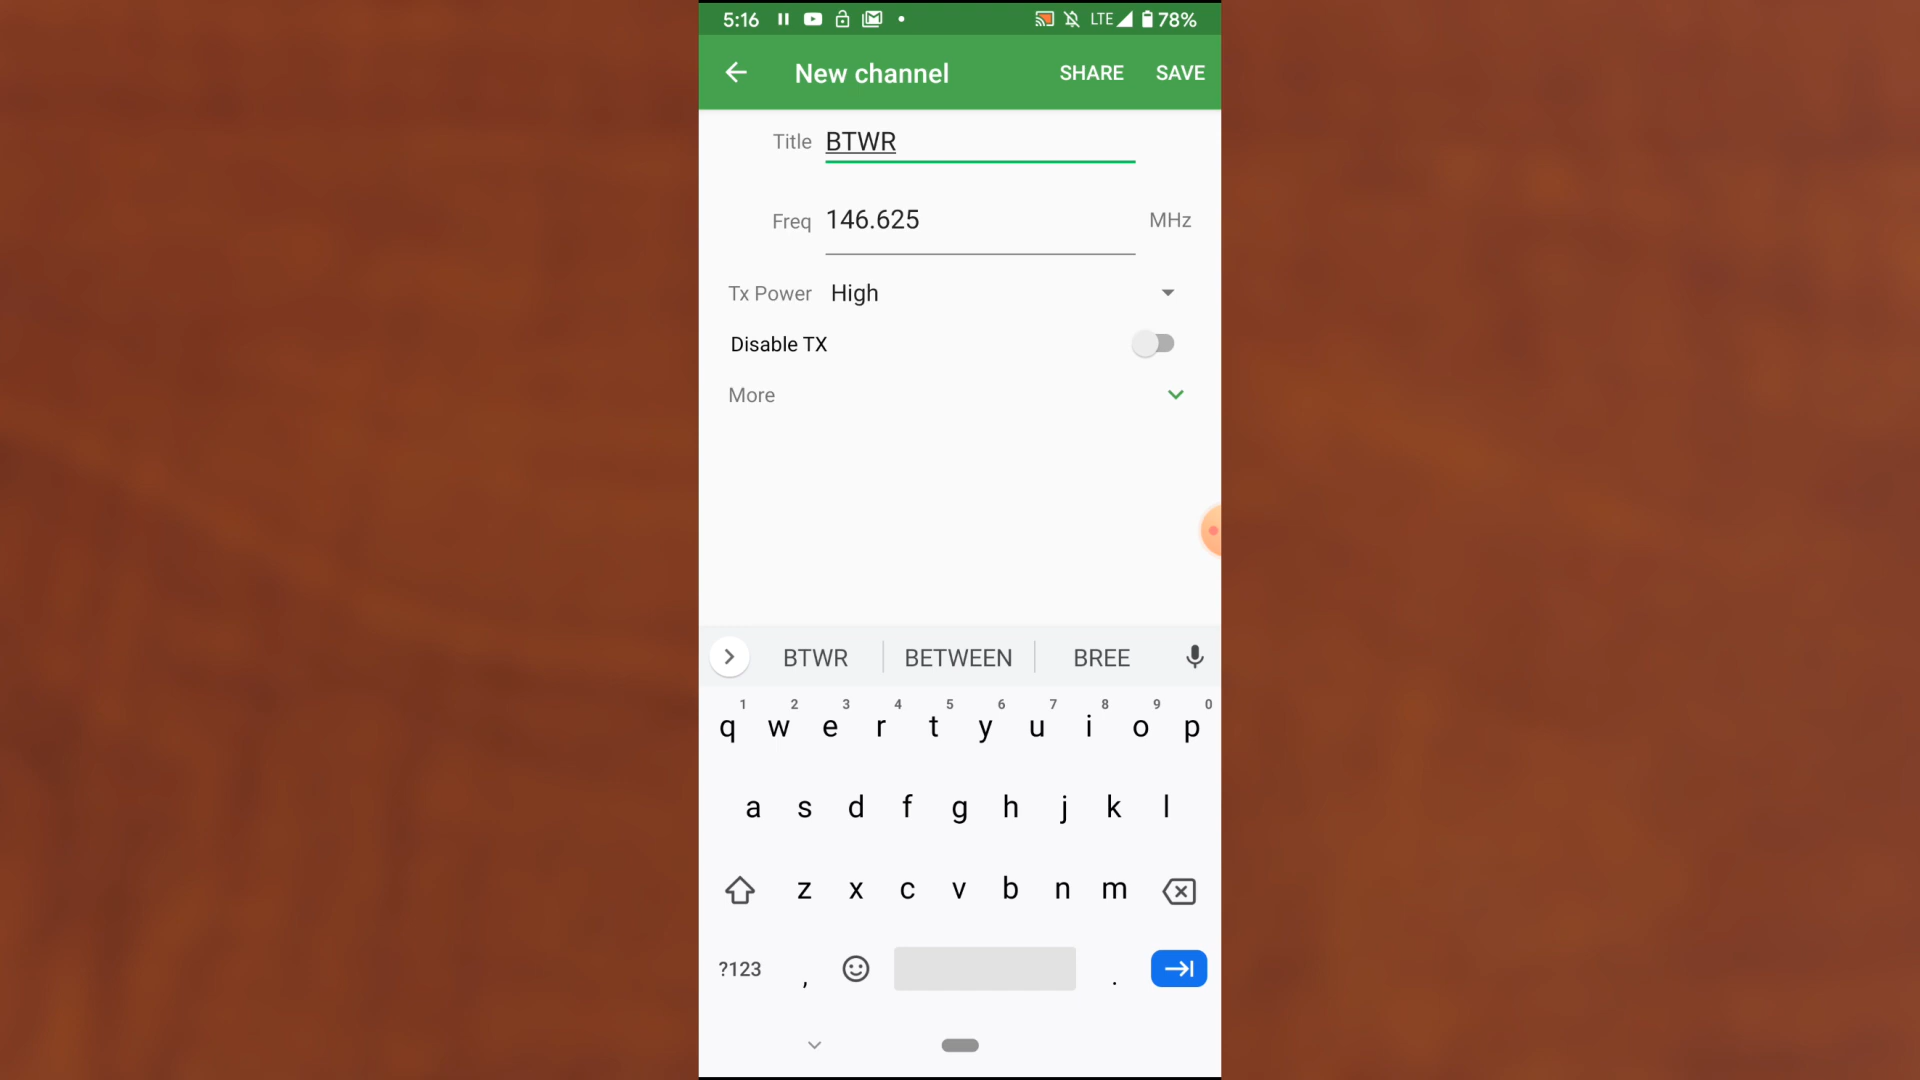 5:16 LTE 78%
New channel SHARE SAVE
Title BTWR
Freq 146.625 MHz
Tx Power High
Disable TX
More
BTWR BETWEEN BREE
1 2 3 4 5 6 7 8 9 0
q w e r t y u i o p
a s d f g h j k l
z x c v b n m
?123 , .